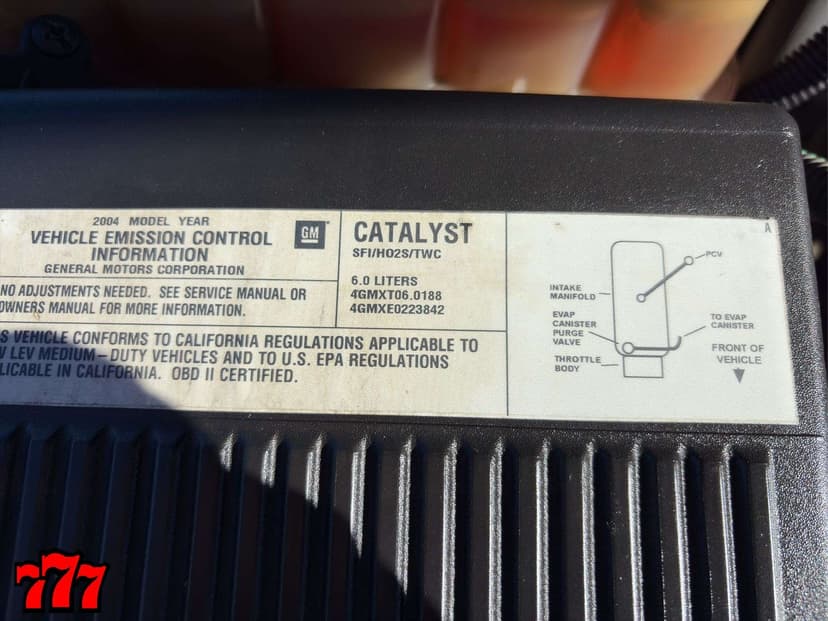 2004 MODEL YEAR
VEHICLE EMISSION CONTROL
INFORMATION
GENERAL MOTORS CORPORATION
GM
NO ADJUSTMENTS NEEDED. SEE SERVICE MANUAL OR
OWNERS MANUAL FOR MORE INFORMATION.
CATALYST
SFI/HO2S/TWC
6.0 LITERS
4GMXT06.0188
4GMXE0223842
VEHICLE CONFORMS TO CALIFORNIA REGULATIONS APPLICABLE TO
LEV MEDIUM-DUTY VEHICLES AND TO U.S. EPA REGULATIONS
IN CALIFORNIA. OBD II CERTIFIED.
A
PCV
INTAKE
MANIFOLD
EVAP
CANISTER
PURGE
VALVE
THROTTLE
BODY
TO EVAP
CANISTER
FRONT OF
VEHICLE
777